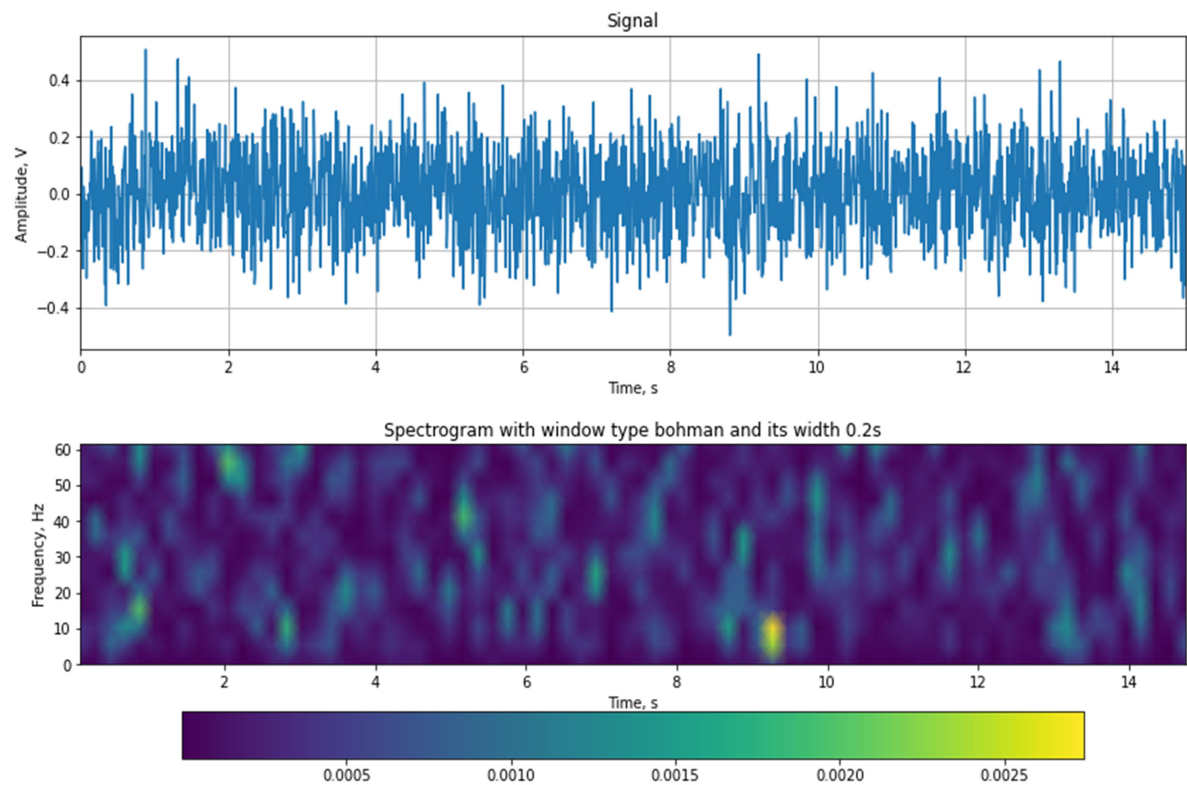 Signal
0.4
0.2
0.0
−0.2
−0.4
Amplitude, V
0 2 4 6 8 10 12 14
Time, s
Spectrogram with window type bohman and its width 0.2s
60
50
40
30
20
10
0
Frequency, Hz
2 4 6 8 10 12 14
Time, s
0.0005 0.0010 0.0015 0.0020 0.0025